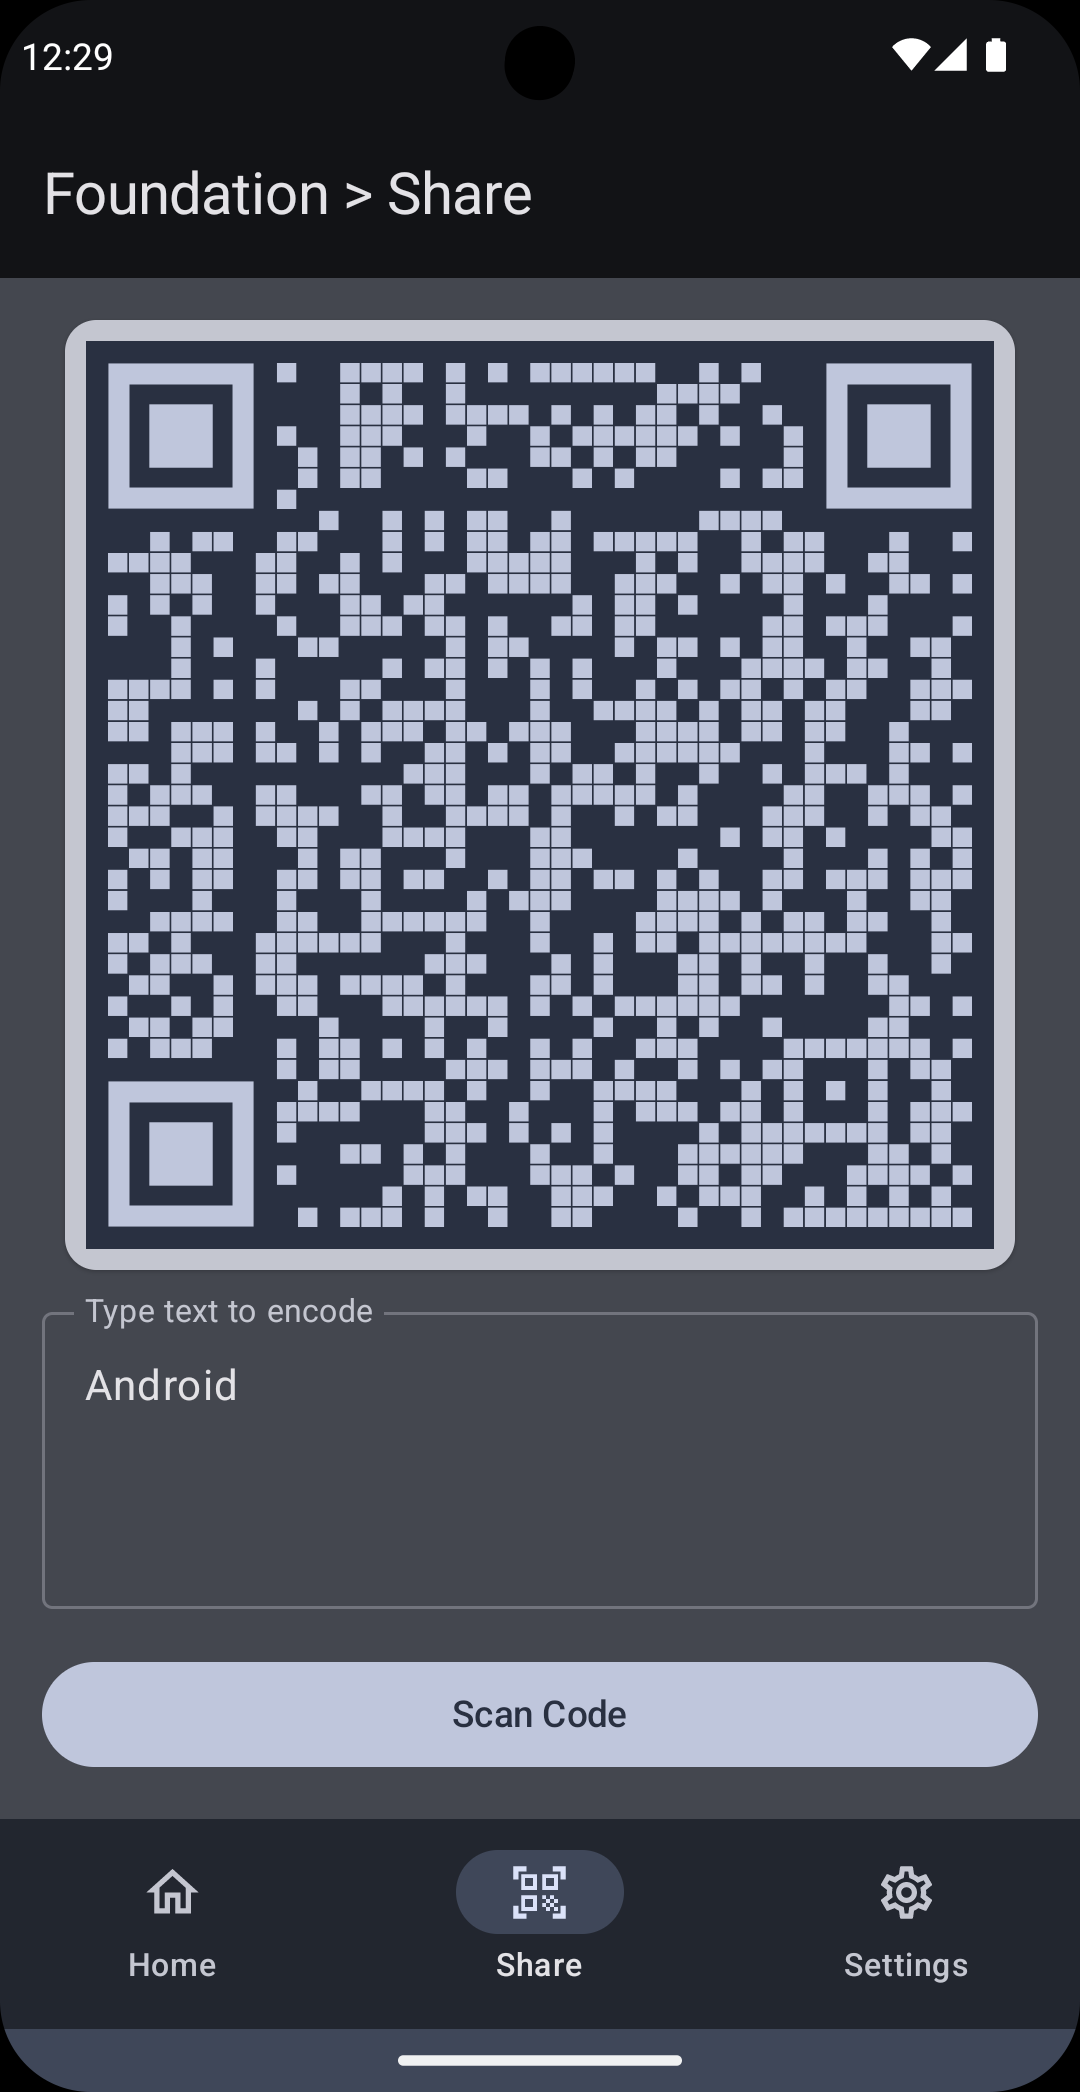 12:29
Foundation > Share
Type text to encode
Android
Scan Code
Home
Share
Settings